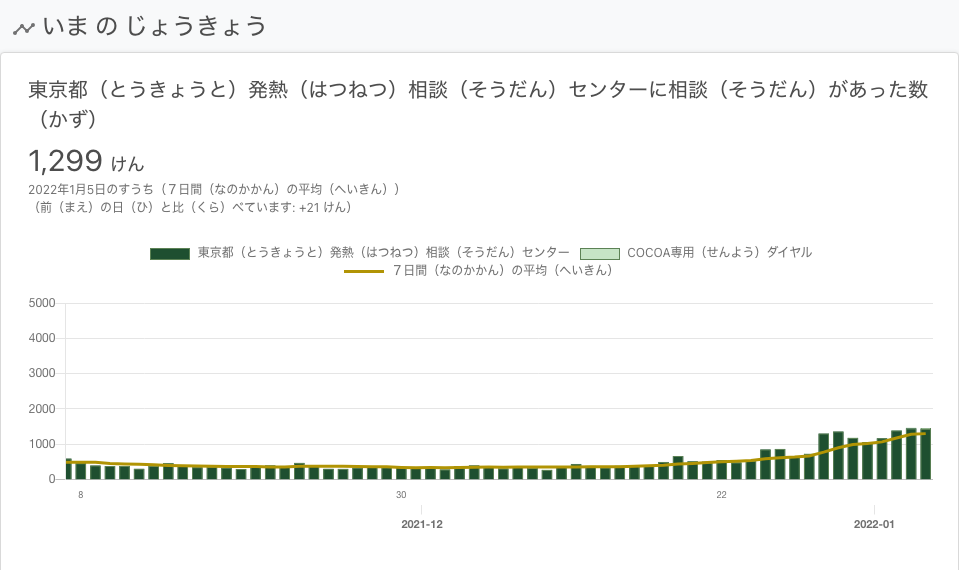 いま の じょうきょう
東京都（とうきょうと）発熱（はつねつ）相談（そうだん）センターに相談（そうだん）があった数
（かず）
1,299 けん
2022年1月5日のすうち（７日間（なのかかん）の平均（へいきん））
（前（まえ）の日（ひ）と比（くら）べています: +21 けん）
東京都（とうきょうと）発熱（はつねつ）相談（そうだん）センター COCOA専用（せんよう）ダイヤル
７日間（なのかかん）の平均（へいきん）
5000
4000
3000
2000
1000
0
8 30 22
2021-12 2022-01